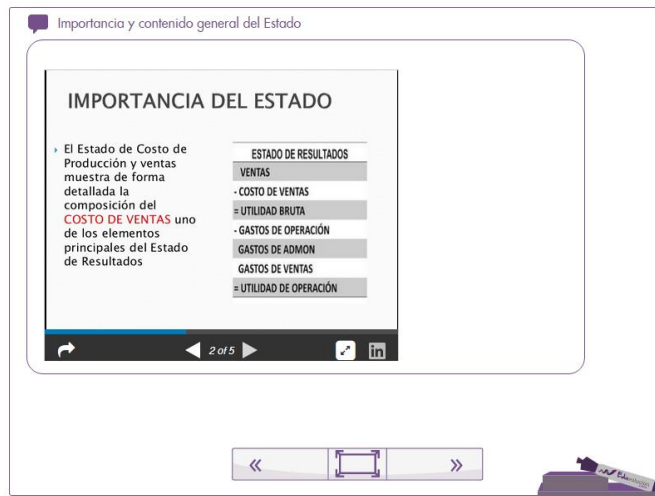 Importancia y contenido general del Estado
IMPORTANCIA DEL ESTADO
El Estado de Costo de
Producción y ventas
muestra de forma
detallada la
composición del
COSTO DE VENTAS uno
de los elementos
principales del Estado
de Resultados
ESTADO DE RESULTADOS
VENTAS
- COSTO DE VENTAS
= UTILIDAD BRUTA
- GASTOS DE OPERACIÓN
GASTOS DE ADMON
GASTOS DE VENTAS
= UTILIDAD DE OPERACIÓN
2 of 5
in